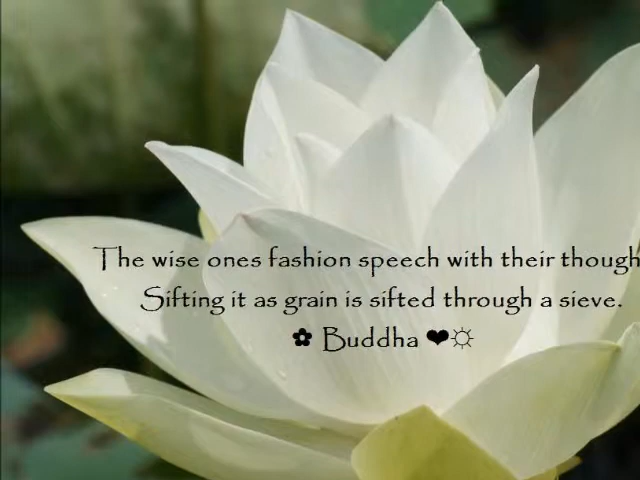 The wise ones fashion speech with their though
Sifting it as grain is sifted through a sieve.
✿ Buddha ❤☼